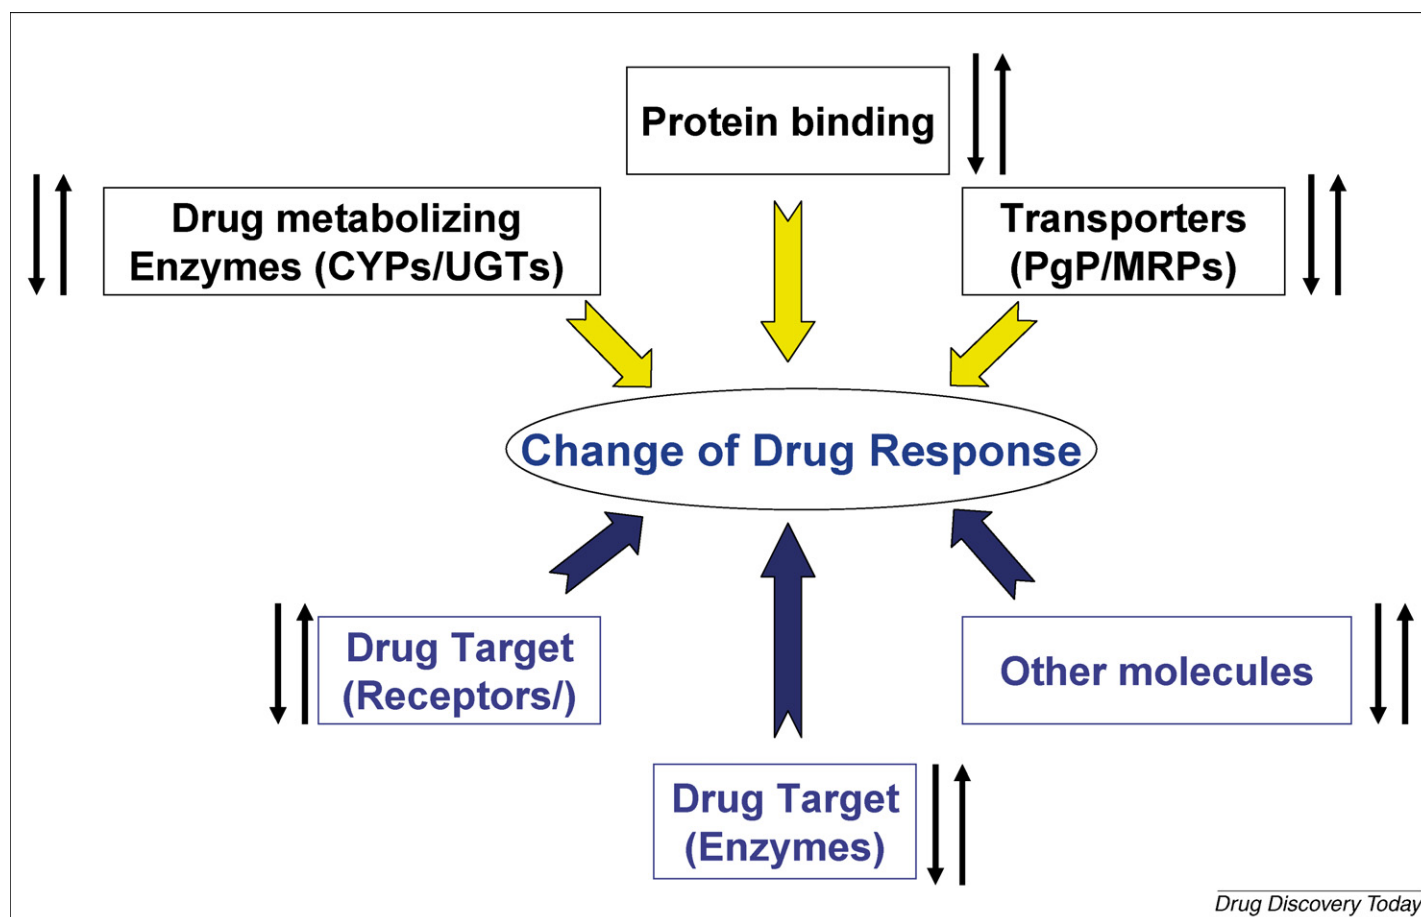 Protein binding
Drug metabolizing
Enzymes (CYPs/UGTs)
Transporters
(PgP/MRPs)
Change of Drug Response
Drug Target
(Receptors/)
Other molecules
Drug Target
(Enzymes)
Drug Discovery Today